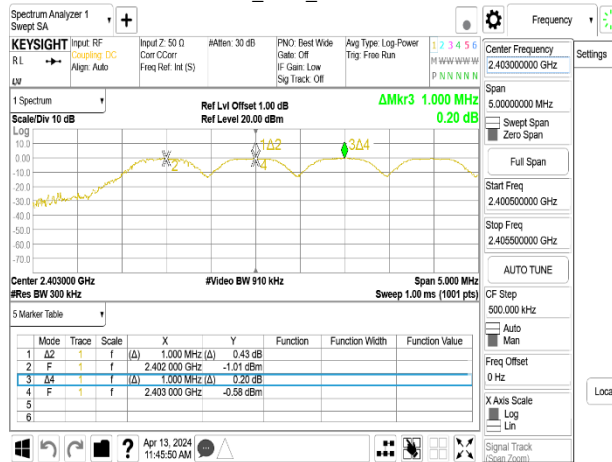 Spectrum Analyzer 1
Swept SA
+
Frequency
Settings
KEYSIGHT
RL
Input: RF
Coupling: DC
Align: Auto
Input Z: 50 Ω
Corr CCorr
Freq Ref: Int (S)
#Atten: 30 dB
PNO: Best Wide
Gate: Off
IF Gain: Low
Sig Track: Off
Avg Type: Log-Power
Trig: Free Run
1 2 3 4 5 6
M W W W W W
P N N N N N
1 Spectrum
Scale/Div 10 dB
Ref Lvl Offset 1.00 dB
Ref Level 20.00 dBm
ΔMkr3 1.000 MHz
0.20 dB
Log
10.0
0.00
-10.0
-20.0
-30.0
-40.0
-50.0
-60.0
-70.0
2
1Δ2
4
3Δ4
Center 2.403000 GHz
#Res BW 300 kHz
#Video BW 910 kHz
Span 5.000 MHz
Sweep 1.00 ms (1001 pts)
5 Marker Table
Mode Trace Scale X Y Function Function Width Function Value
1 Δ2 1 f (Δ) 1.000 MHz (Δ) 0.43 dB
2 F 1 f 2.402 000 GHz -1.01 dBm
3 Δ4 1 f (Δ) 1.000 MHz (Δ) 0.20 dB
4 F 1 f 2.403 000 GHz -0.58 dBm
5
6
Apr 13, 2024
11:45:50 AM
Center Frequency
2.403000000 GHz
Span
5.00000000 MHz
Swept Span
Zero Span
Full Span
Start Freq
2.400500000 GHz
Stop Freq
2.405500000 GHz
AUTO TUNE
CF Step
500.000 kHz
Auto
Man
Freq Offset
0 Hz
X Axis Scale
Log
Lin
Signal Track
(Span Zoom)
Loca